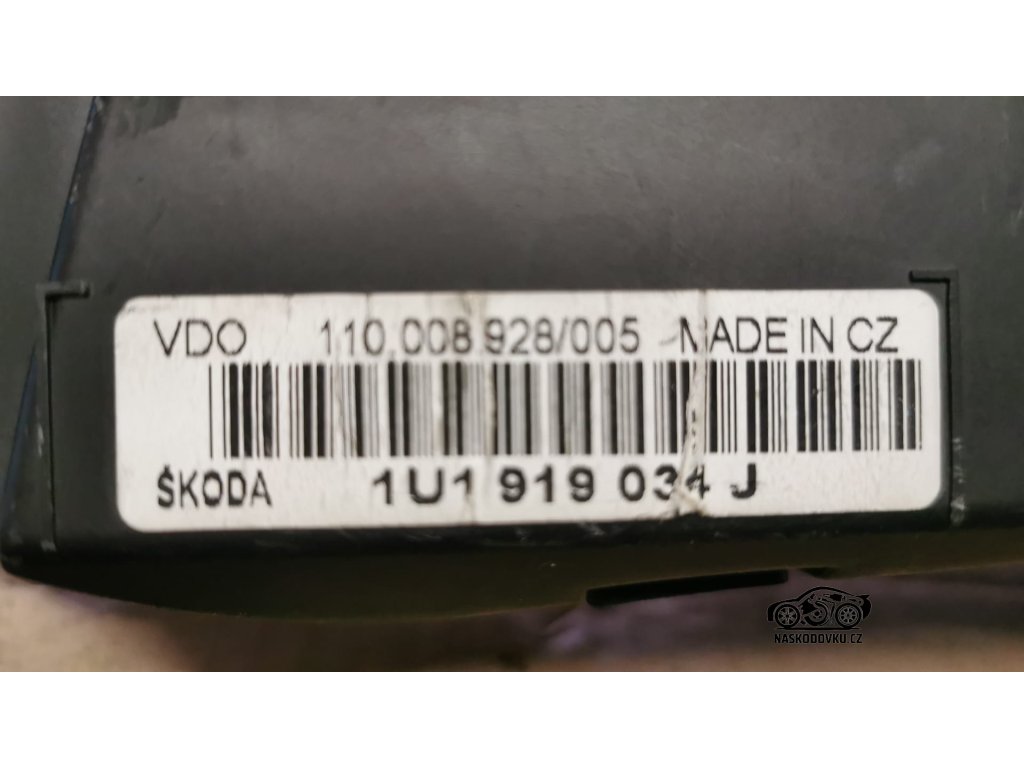 VDO 110.008.928/005 MADE IN CZ
ŠKODA 1U1 919 034 J
NASKODOVKU.CZ